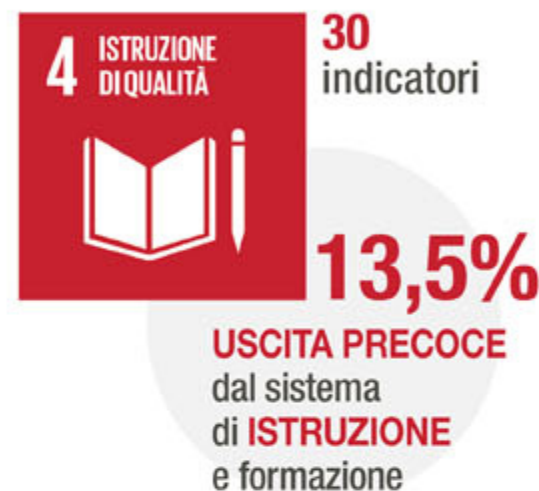 4 ISTRUZIONE
DI QUALITÀ
30
indicatori
13,5%
USCITA PRECOCE
dal sistema
di ISTRUZIONE
e formazione